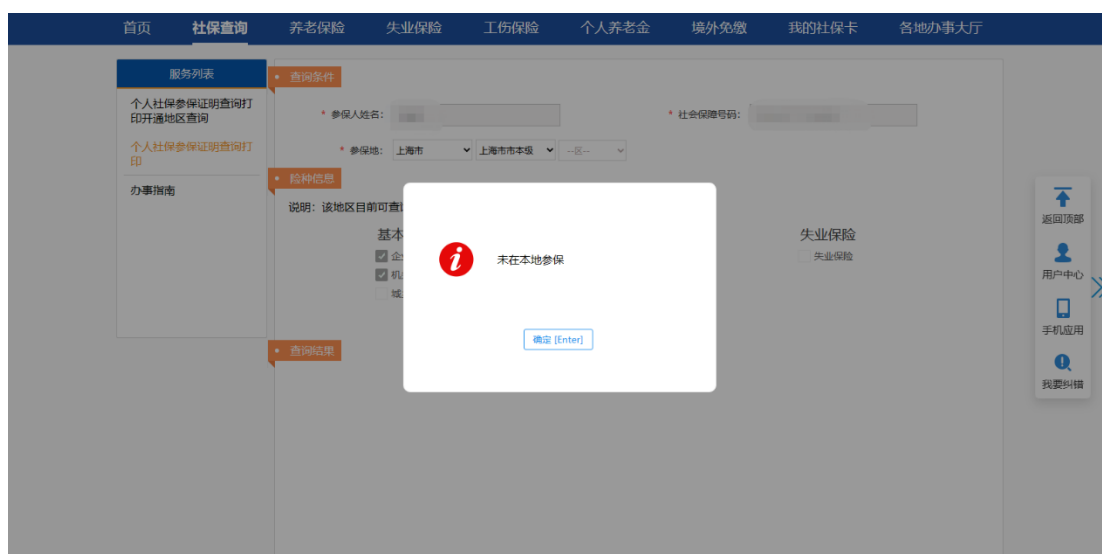 首页 社保查询 养老保险 失业保险 工伤保险 个人养老金 境外免缴 我的社保卡 各地办事大厅
服务列表
个人社保参保证明查询打
印开通地区查询
个人社保参保证明查询打
印
办事指南
查询条件
* 参保人姓名: * 社会保障号码:
* 参保地: 上海市 上海市市本级 --区--
险种信息
说明：该地区目前可查
基本 失业保险
企 失业保险
机
城
未在本地参保
确定 [Enter]
查询结果
返回顶部
用户中心
手机应用
我要纠错